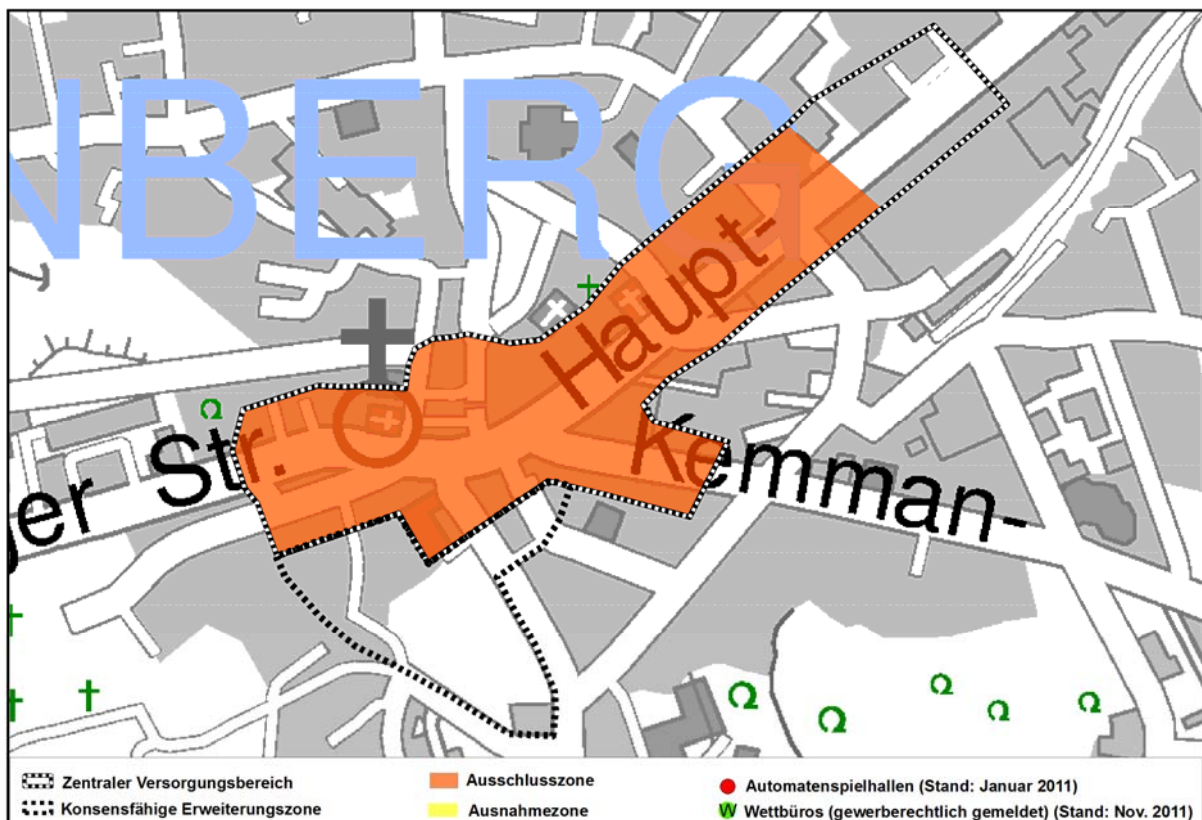 NBERG
Haupt-
ger Str.
Kemman-
Zentraler Versorgungsbereich
Konsensfähige Erweiterungszone
Ausschlusszone
Ausnahmezone
Automatenspielhallen (Stand: Januar 2011)
W Wettbüros (gewerberechtlich gemeldet) (Stand: Nov. 2011)